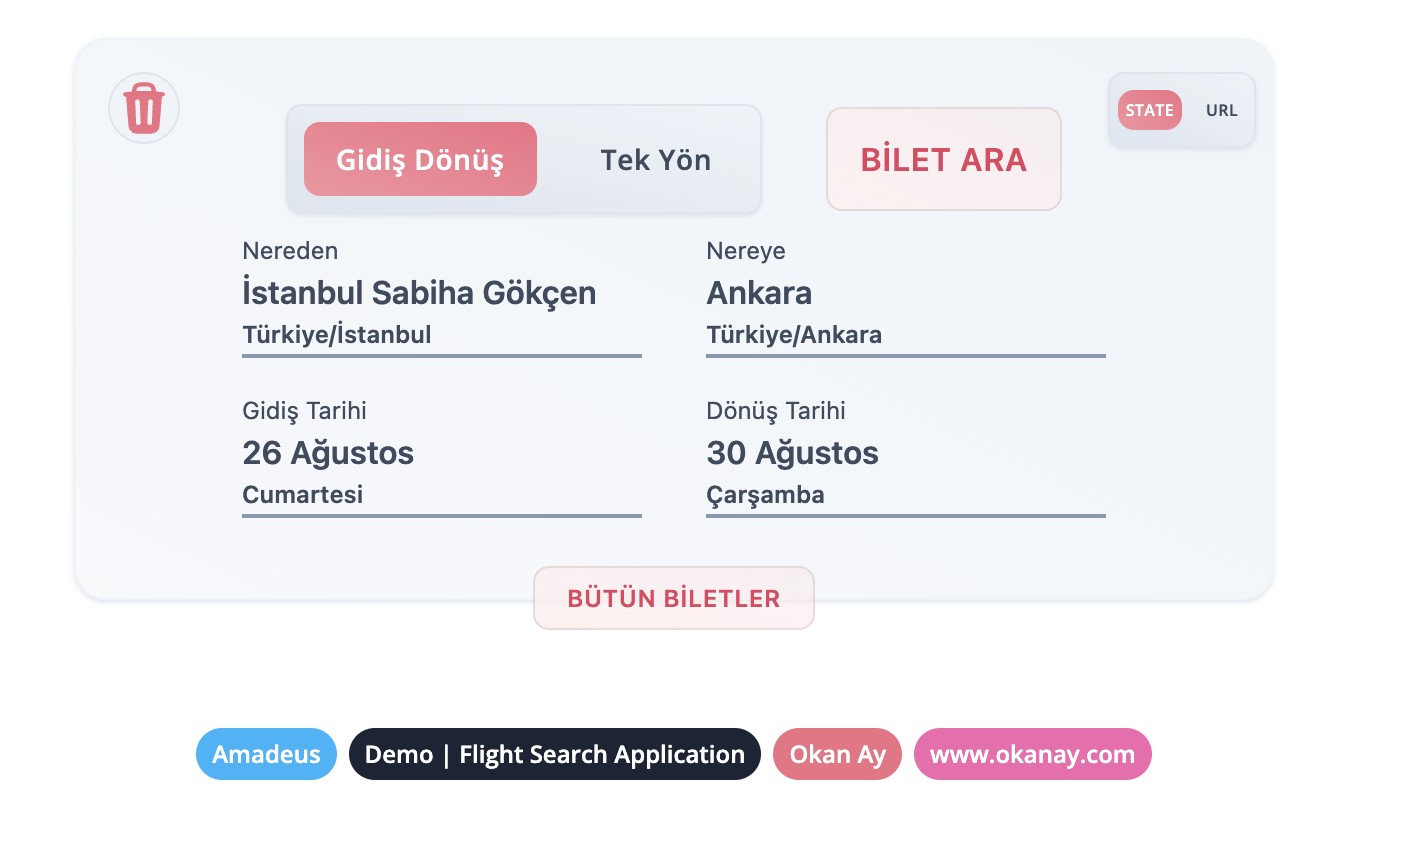 STATE URL
Gidiş Dönüş Tek Yön BİLET ARA
Nereden
İstanbul Sabiha Gökçen
Türkiye/İstanbul
Nereye
Ankara
Türkiye/Ankara
Gidiş Tarihi
26 Ağustos
Cumartesi
Dönüş Tarihi
30 Ağustos
Çarşamba
BÜTÜN BİLETLER
Amadeus Demo | Flight Search Application Okan Ay www.okanay.com